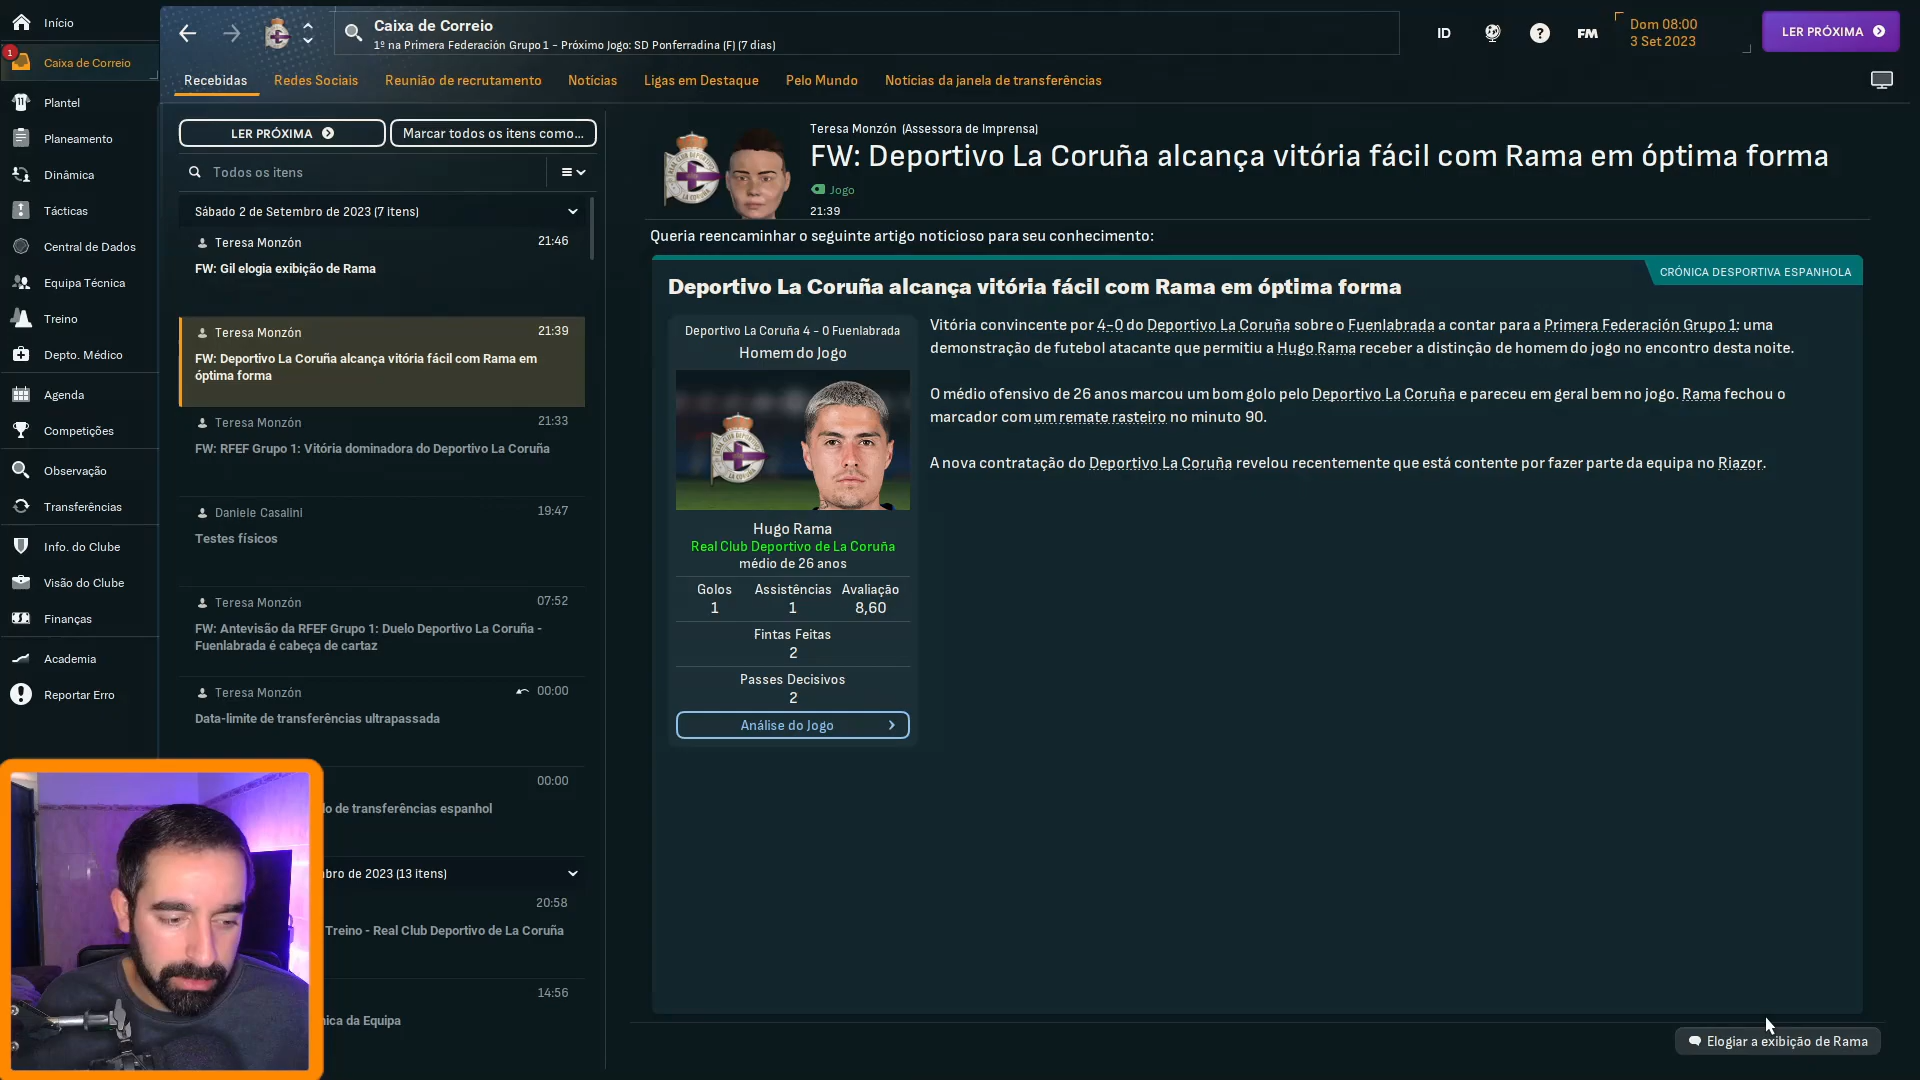 Início
1
Caixa de Correio
Plantel
Planeamento
Dinâmica
Tácticas
Central de Dados
Equipa Técnica
Treino
Depto. Médico
Agenda
Competições
Observação
Transferências
Info. do Clube
Visão do Clube
Finanças
Academia
Reportar Erro
Caixa de Correio
1º na Primera Federación Grupo 1 - Próximo Jogo: SD Ponferradina (F) (7 dias)
ID
FM
Dom 08:00
3 Set 2023
LER PRÓXIMA
Recebidas
Redes Sociais
Reunião de recrutamento
Notícias
Ligas em Destaque
Pelo Mundo
Notícias da janela de transferências
LER PRÓXIMA
Marcar todos os itens como...
Todos os itens
Sábado 2 de Setembro de 2023 (7 itens)
Teresa Monzón 21:46
FW: Gil elogia exibição de Rama
Teresa Monzón 21:39
FW: Deportivo La Coruña alcança vitória fácil com Rama em
óptima forma
Teresa Monzón 21:33
FW: RFEF Grupo 1: Vitória dominadora do Deportivo La Coruña
Daniele Casalini 19:47
Testes físicos
Teresa Monzón 07:52
FW: Antevisão da RFEF Grupo 1: Duelo Deportivo La Coruña -
Fuenlabrada é cabeça de cartaz
Teresa Monzón 00:00
Data-limite de transferências ultrapassada
00:00
de transferências espanhol
(13 itens)
20:58
Treino - Real Club Deportivo de La Coruña
14:56
da Equipa
Teresa Monzón (Assessora de Imprensa)
FW: Deportivo La Coruña alcança vitória fácil com Rama em óptima forma
Jogo
21:39
Queria reencaminhar o seguinte artigo noticioso para seu conhecimento:
CRÓNICA DESPORTIVA ESPANHOLA
Deportivo La Coruña alcança vitória fácil com Rama em óptima forma
Deportivo La Coruña 4 - 0 Fuenlabrada
Homem do Jogo
Hugo Rama
Real Club Deportivo de La Coruña
médio de 26 anos
Golos Assistências Avaliação
1 1 8,60
Fintas Feitas
2
Passes Decisivos
2
Análise do Jogo
Vitória convincente por 4-0 do Deportivo La Coruña sobre o Fuenlabrada a contar para a Primera Federación Grupo 1: uma
demonstração de futebol atacante que permitiu a Hugo Rama receber a distinção de homem do jogo no encontro desta noite.
O médio ofensivo de 26 anos marcou um bom golo pelo Deportivo La Coruña e pareceu em geral bem no jogo. Rama fechou o
marcador com um remate rasteiro no minuto 90.
A nova contratação do Deportivo La Coruña revelou recentemente que está contente por fazer parte da equipa no Riazor.
Elogiar a exibição de Rama